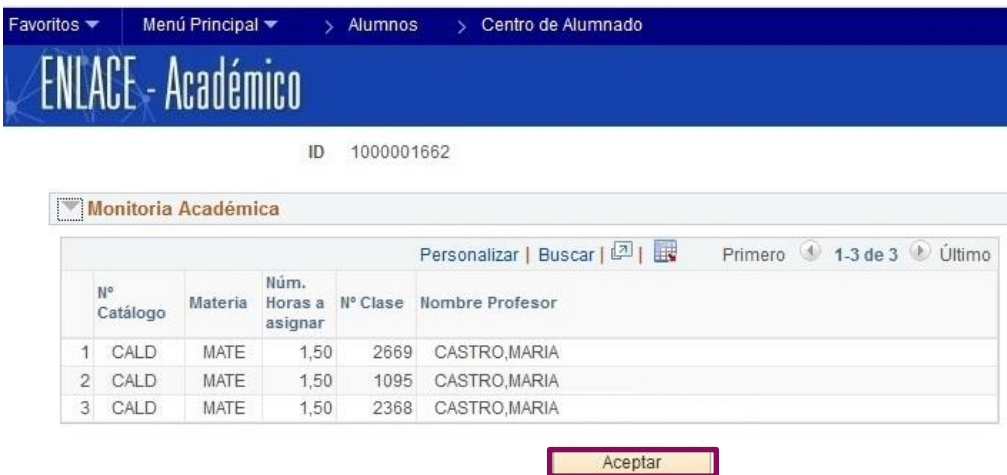 Favoritos Menú Principal > Alumnos > Centro de Alumnado
ENLACE - Académico
ID 1000001662
Monitoria Académica
Personalizar | Buscar | | Primero 1-3 de 3 Último
Nº Catálogo Materia Núm. Horas a asignar Nº Clase Nombre Profesor
1 CALD MATE 1,50 2669 CASTRO,MARIA
2 CALD MATE 1,50 1095 CASTRO,MARIA
3 CALD MATE 1,50 2368 CASTRO,MARIA
Aceptar